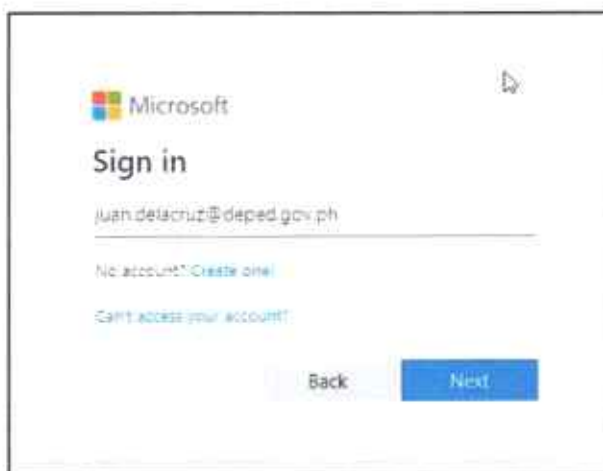 Microsoft
Sign in
juan.delacruz@deped.gov.ph
No account? Create one!
Can't access your account?
Back
Next